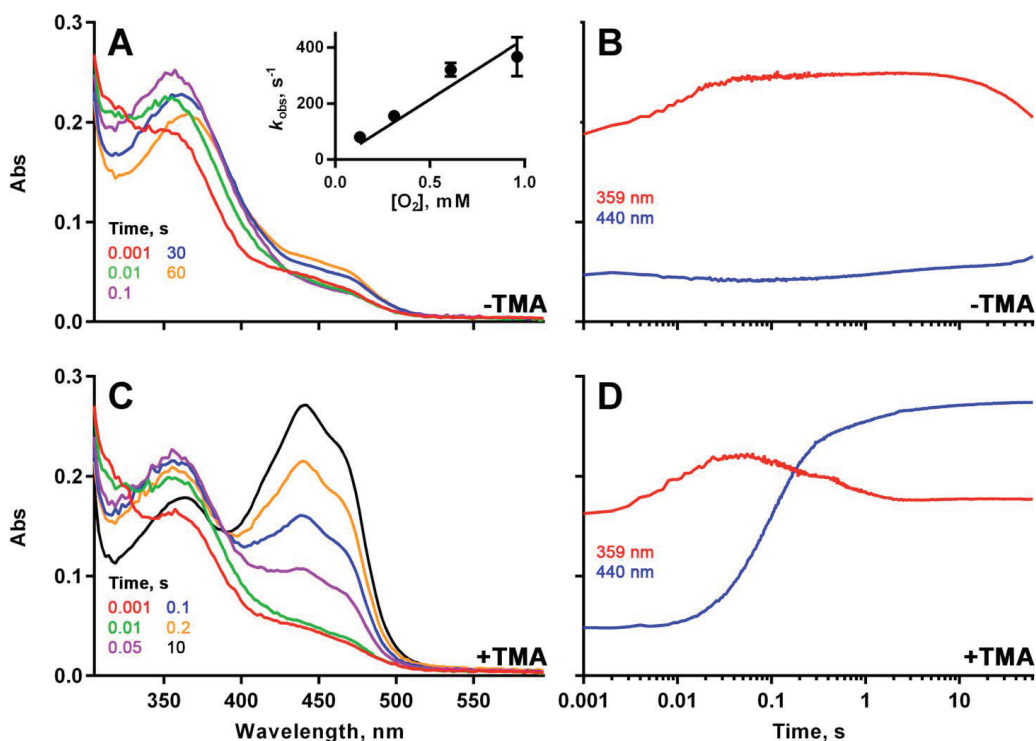 A
B
0.3
0.2
0.1
0.0
Abs
400
200
0
kobs, s-1
0.0 0.5 1.0
[O2], mM
Time, s
0.001 30
0.01 60
0.1
-TMA
359 nm
440 nm
-TMA
C
D
0.3
0.2
0.1
0.0
Abs
Time, s
0.001 0.1
0.01 0.2
0.05 10
+TMA
359 nm
440 nm
+TMA
350 400 450 500 550
Wavelength, nm
0.001 0.01 0.1 1 10
Time, s